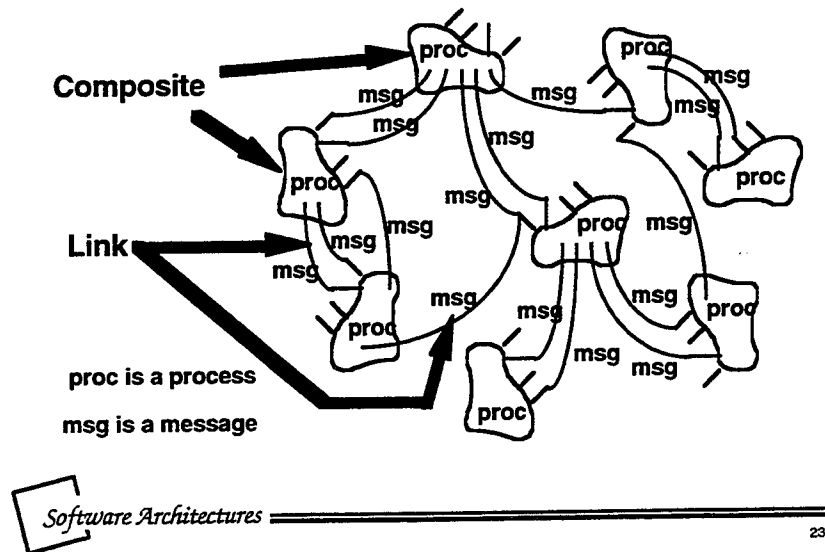 proc
proc
Composite
msg
msg
msg
msg
msg
proc
msg
proc
msg
proc
msg
Link
msg
msg
msg
msg
proc
msg
msg
msg
proc
msg
msg
proc is a process
proc
msg is a message
Software Architectures
23